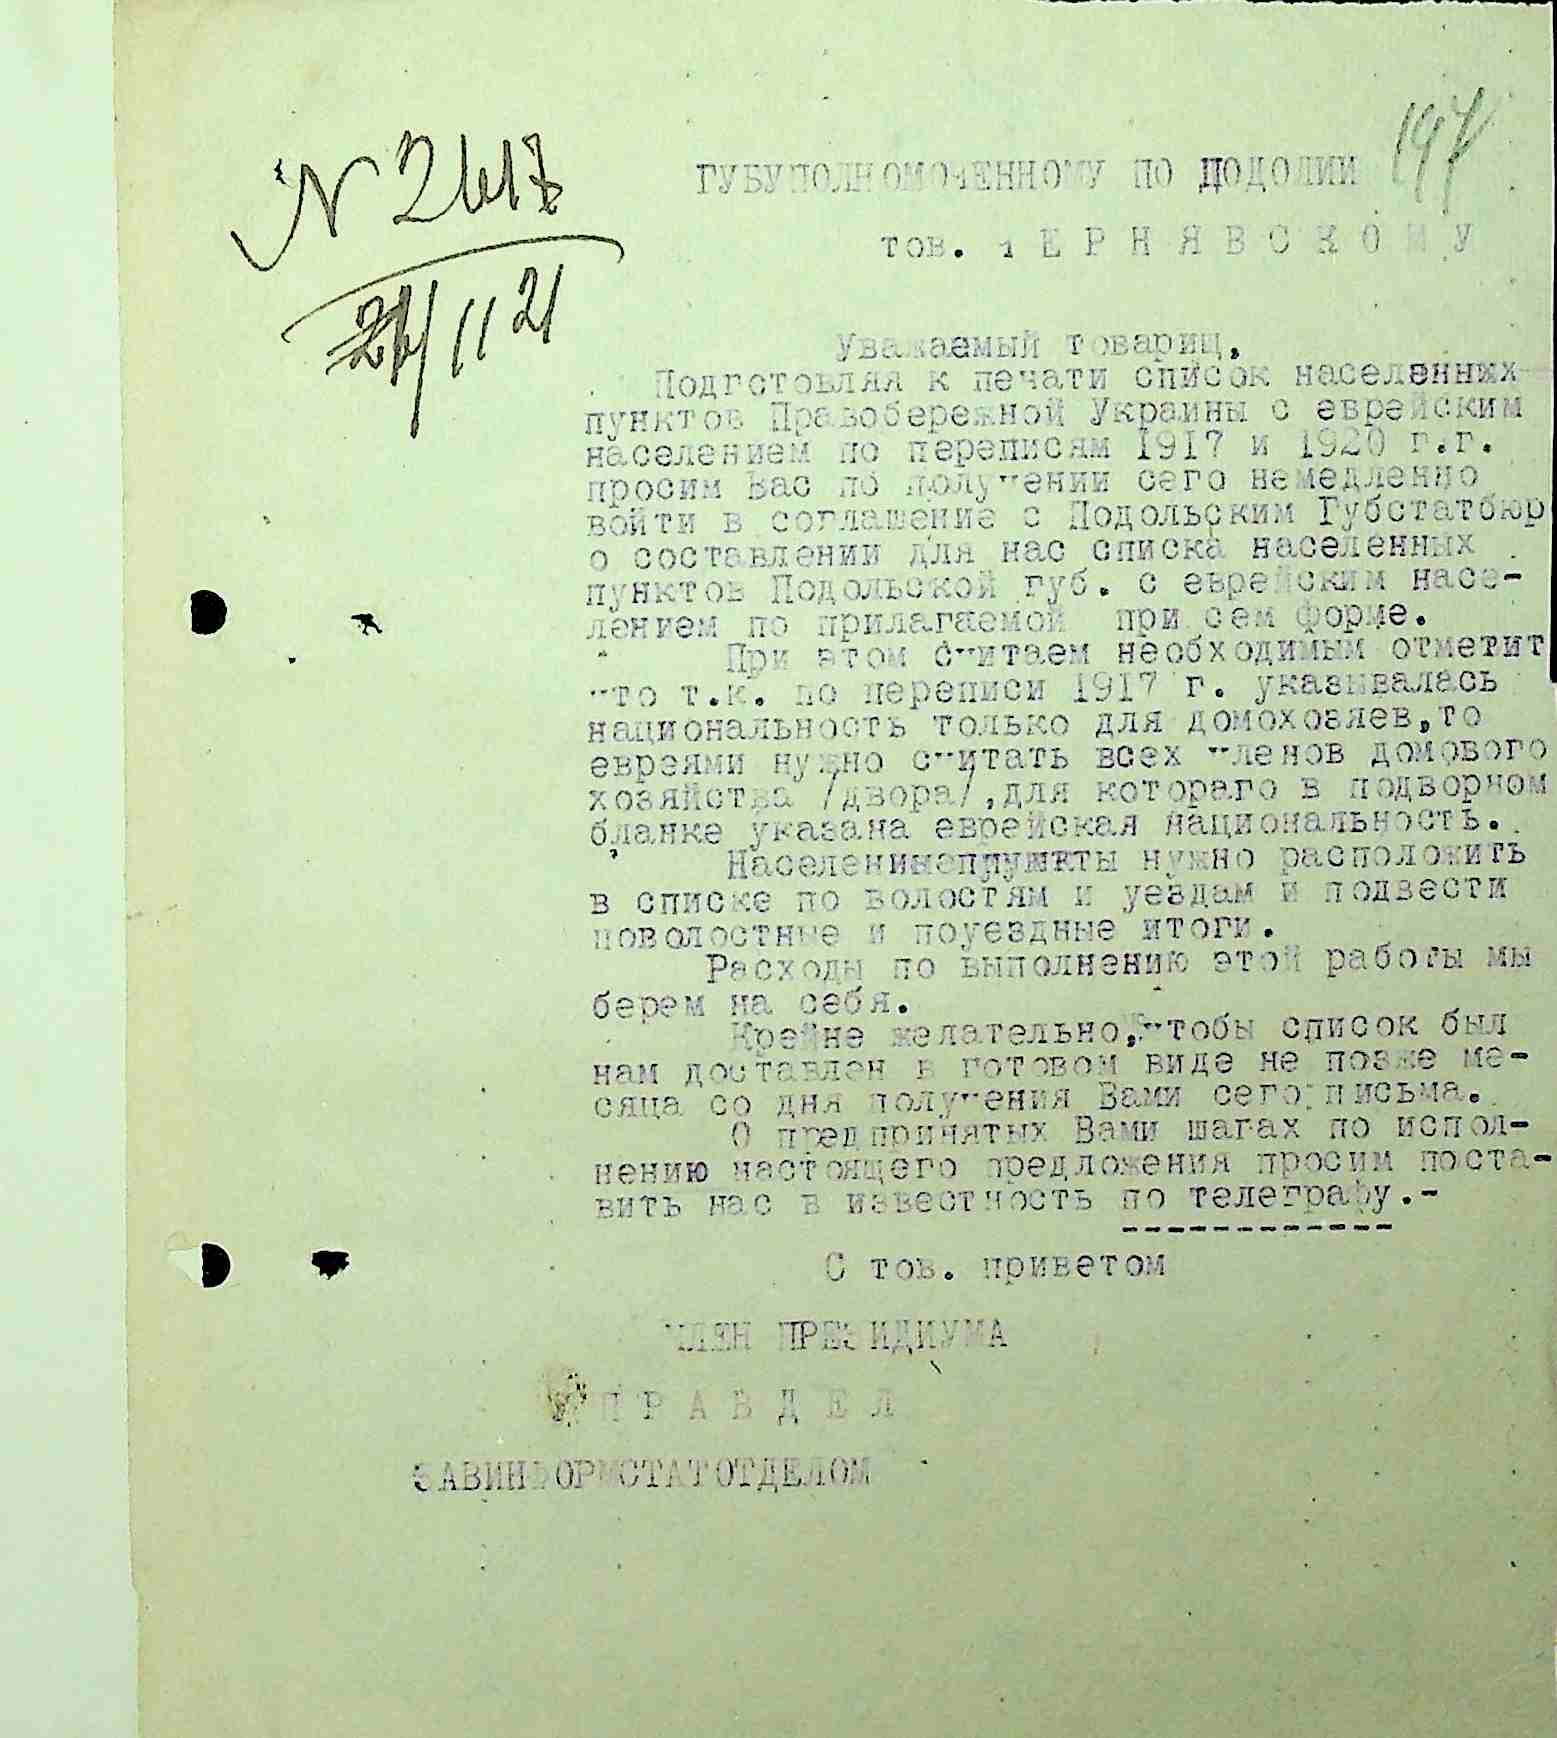 197
N 2417
ГУБУПОЛНОМОЧЕННОМУ ПО ПОДОЛИИ
24/11 21
тов. ЧЕРНЯВСКОМУ
Уважаемый товарищ,
Подготовляя к печати список населенных
пунктов Правобережной Украины с еврейским
населением по переписям 1917 и 1920 г.г.
просим Вас по получении сего немедленно
войти в соглашение с Подольским Губстатбюр
о составлении для нас списка населенных
пунктов Подольской губ. с еврейским насе-
лением по прилагаемой при сем форме.
При этом считаем необходимым отметит
что т.к. по переписи 1917 г. указывалась
национальность только для домохозяев,то
евреями нужно считать всех членов домового
хозяйства /двора/,для котораго в подворном
бланке указана еврейская национальность.
Населенные пункты нужно расположить
в списке по волостям и уездам и подвести
поволостные и поуездные итоги.
Расходы по выполнению этой работы мы
берем на себя.
Крайне желательно,чтобы список был
нам доставлен в готовом виде не позже ме-
сяца со дня получения Вами сего письма.
О предпринятых Вами шагах по испол-
нению настоящего предложения просим поста-
вить нас в известность по телеграфу.-
С тов. приветом
ЧЛЕН ПРЕЗИДИУМА
УПРАВДЕЛ
ЗАВИНФОРМСТАТОТДЕЛОМ